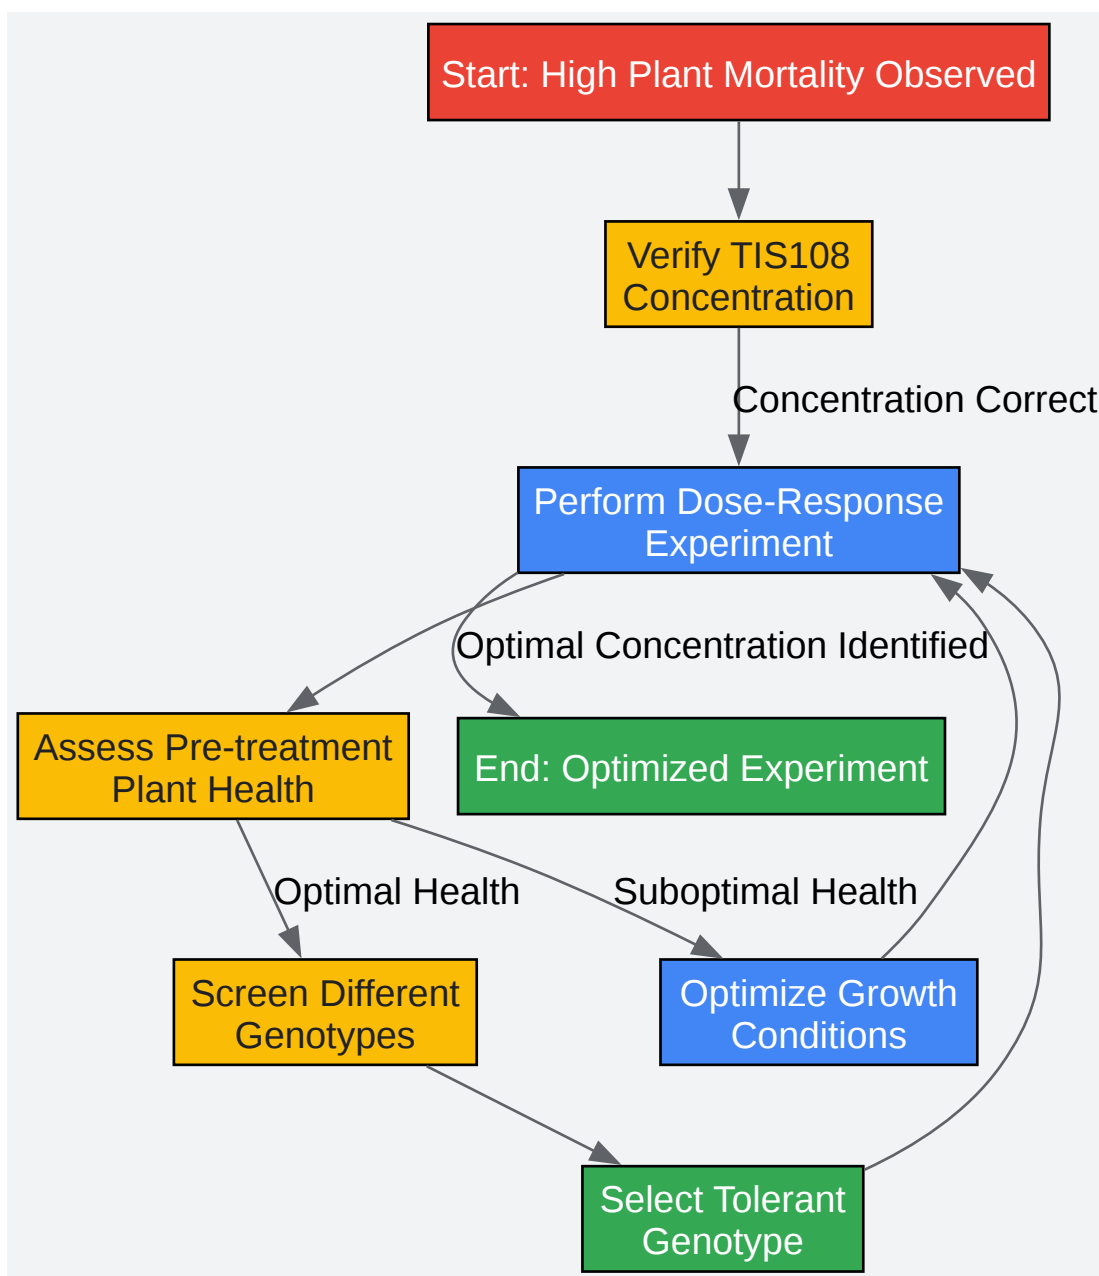 Start: High Plant Mortality Observed
Verify TIS108
Concentration
Concentration Correct
Perform Dose-Response
Experiment
Optimal Concentration Identified
Assess Pre-treatment
Plant Health
End: Optimized Experiment
Optimal Health
Suboptimal Health
Screen Different
Genotypes
Optimize Growth
Conditions
Select Tolerant
Genotype